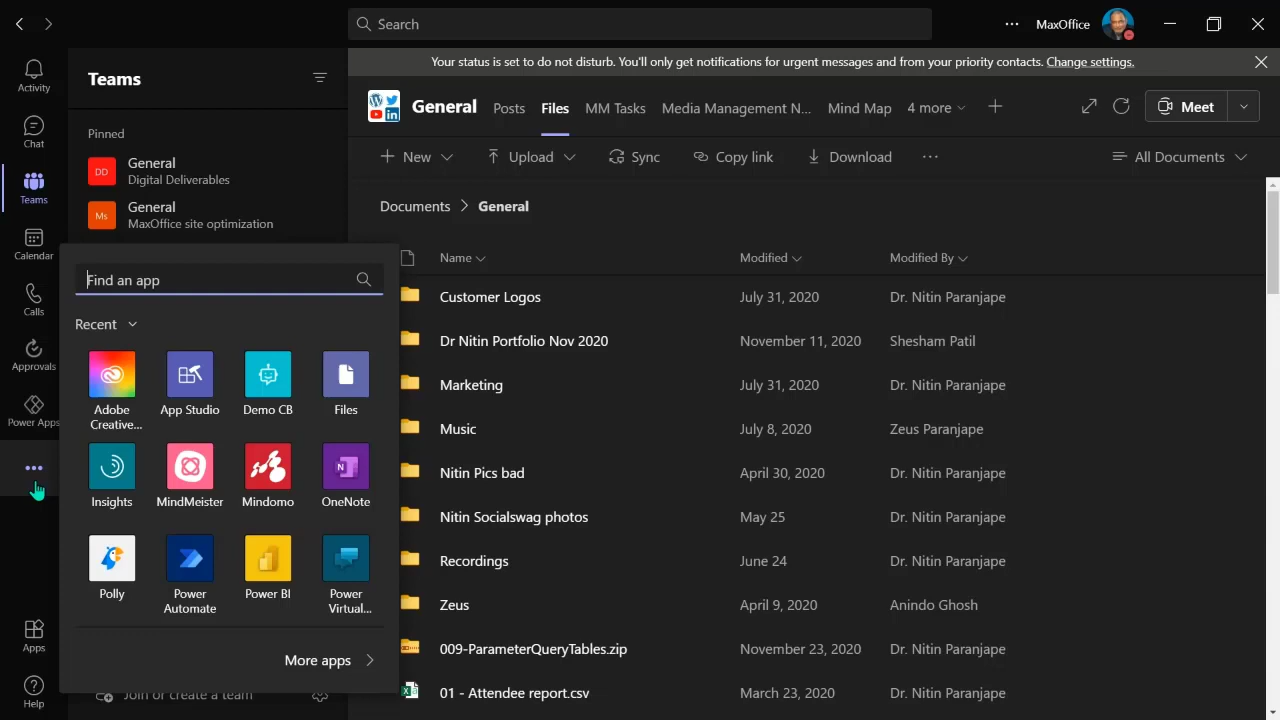 Search
MaxOffice
Activity
Chat
Teams
Calendar
Calls
Approvals
Power Apps
Apps
Help
Teams
Pinned
DD
General
Digital Deliverables
Ms
General
MaxOffice site optimization
Find an app
Recent
Adobe Creative...
App Studio
Demo CB
Files
Insights
MindMeister
Mindomo
OneNote
Polly
Power Automate
Power BI
Power Virtual...
More apps
Join or create a team
Your status is set to do not disturb. You'll only get notifications for urgent messages and from your priority contacts. Change settings.
General
Posts
Files
MM Tasks
Media Management N...
Mind Map
4 more
Meet
New
Upload
Sync
Copy link
Download
All Documents
Documents > General
Name Modified Modified By
Customer Logos July 31, 2020 Dr. Nitin Paranjape
Dr Nitin Portfolio Nov 2020 November 11, 2020 Shesham Patil
Marketing July 31, 2020 Dr. Nitin Paranjape
Music July 8, 2020 Zeus Paranjape
Nitin Pics bad April 30, 2020 Dr. Nitin Paranjape
Nitin Socialswag photos May 25 Dr. Nitin Paranjape
Recordings June 24 Dr. Nitin Paranjape
Zeus April 9, 2020 Anindo Ghosh
009-ParameterQueryTables.zip November 23, 2020 Dr. Nitin Paranjape
01 - Attendee report.csv March 23, 2020 Dr. Nitin Paranjape